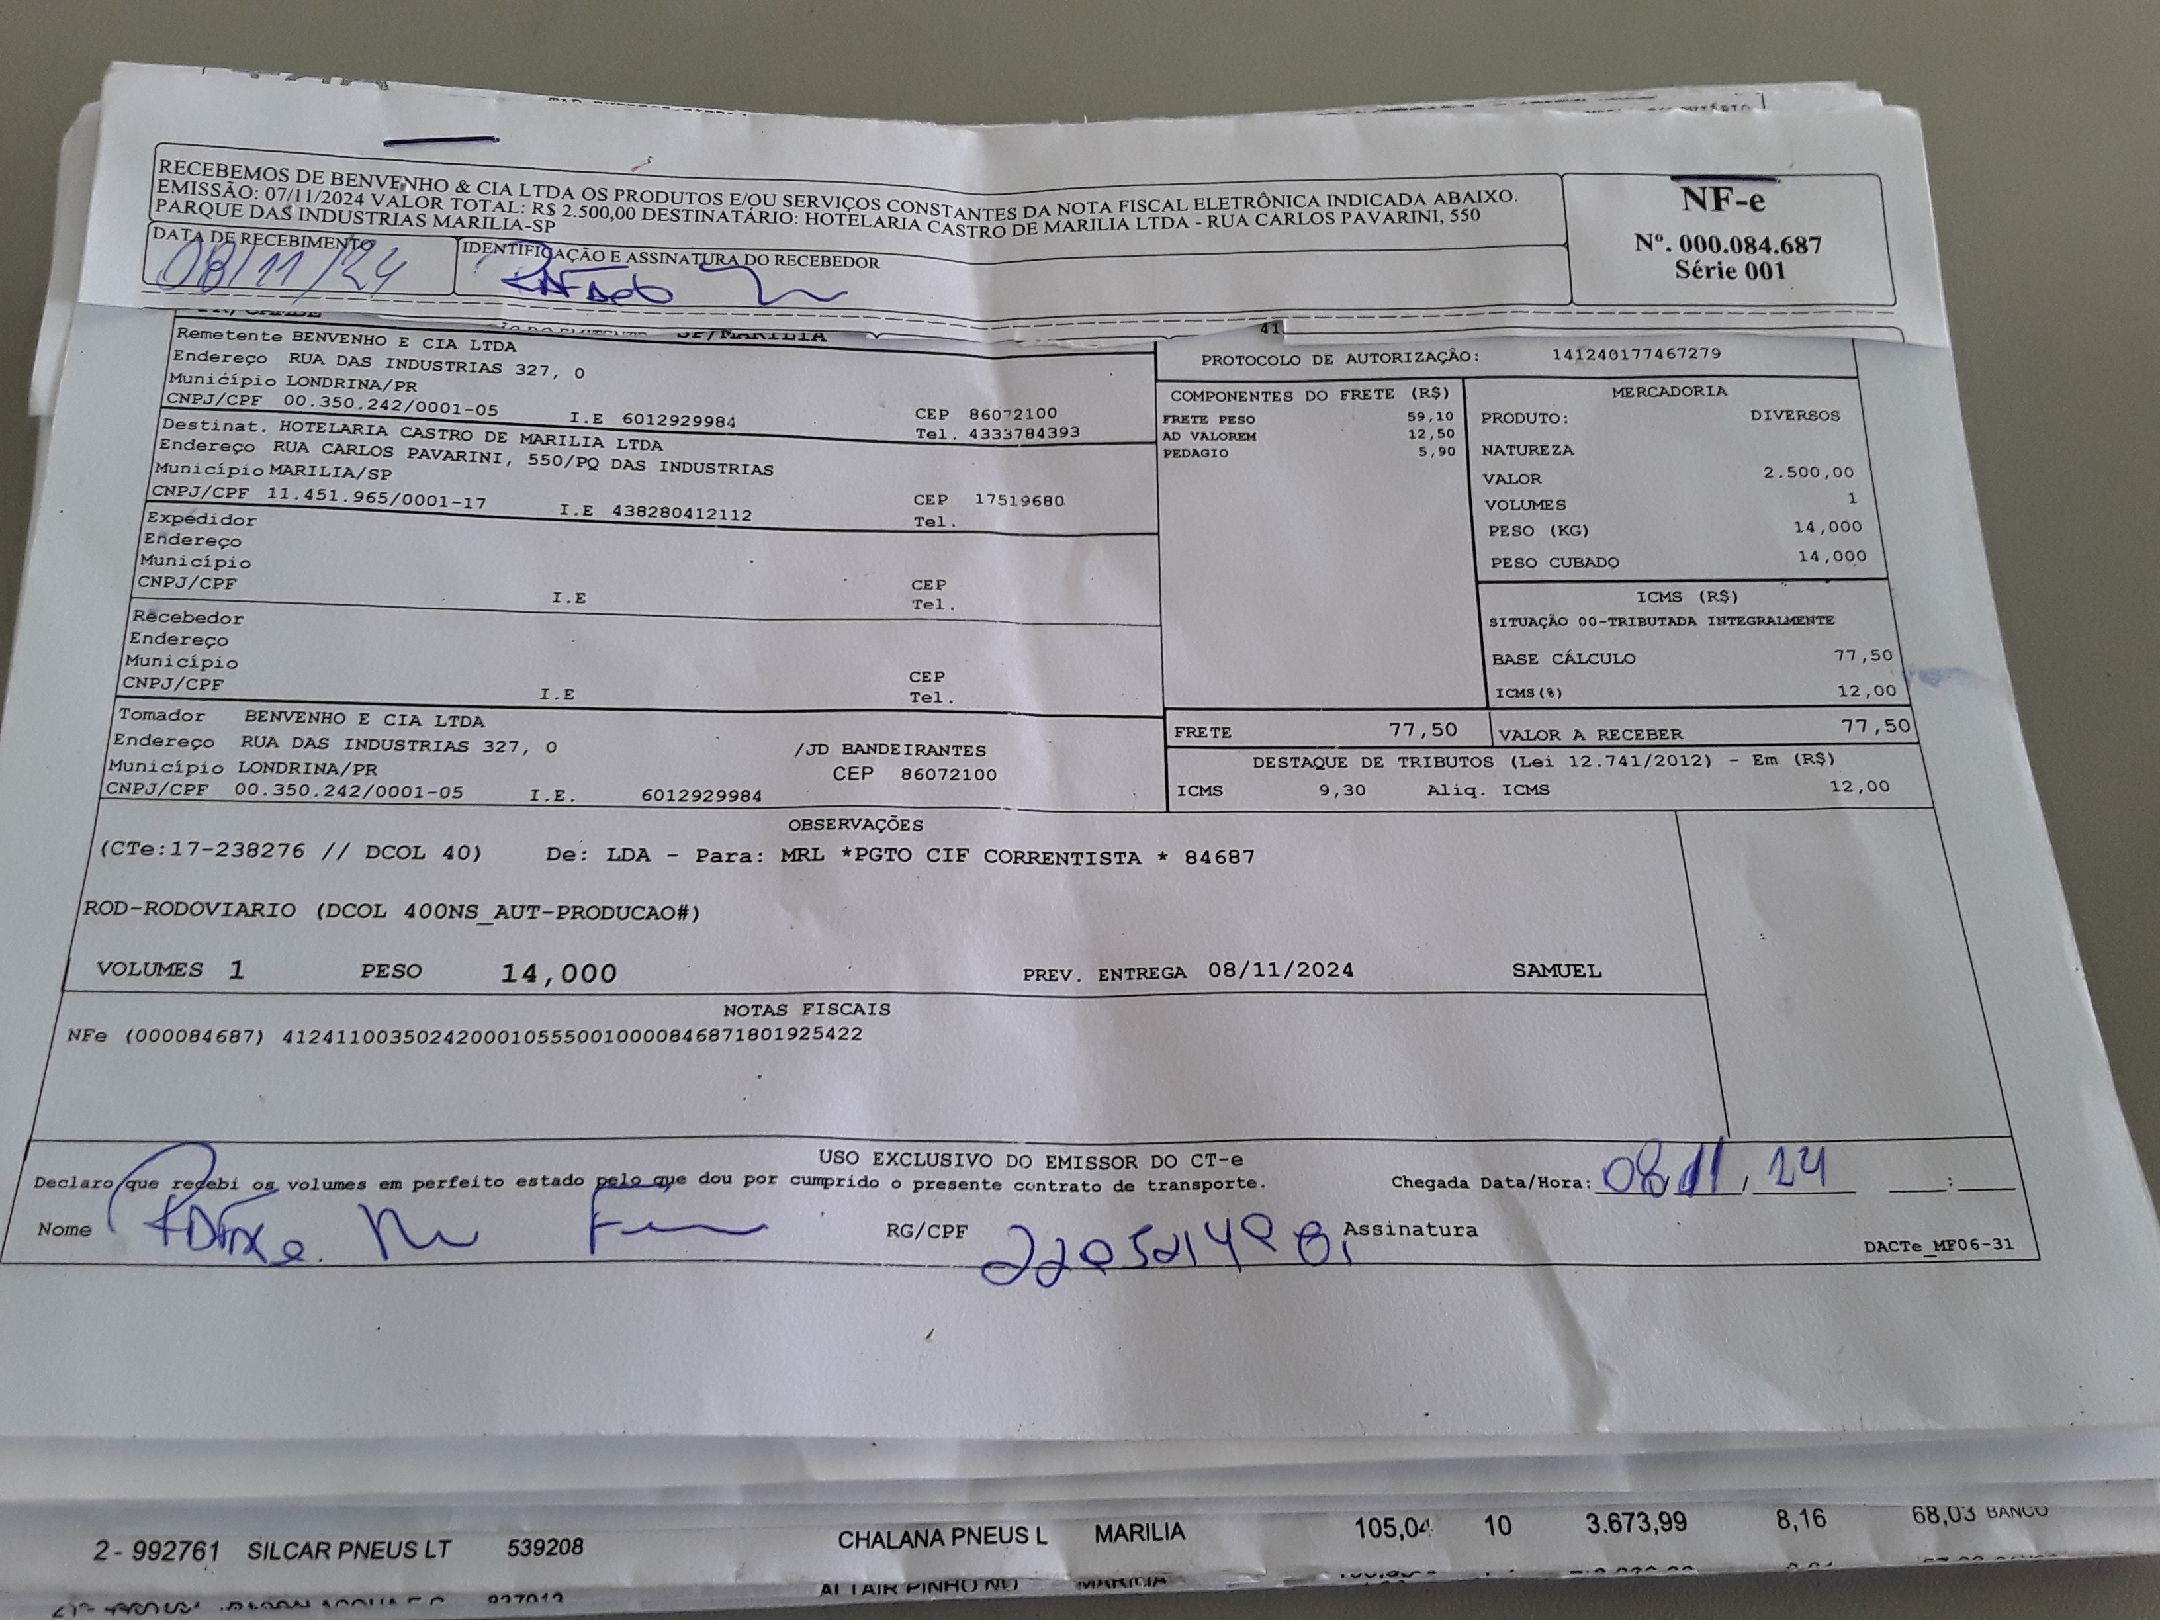 RECEBEMOS DE BENVENHO & CIA LTDA OS PRODUTOS E/OU SERVIÇOS CONSTANTES DA NOTA FISCAL ELETRÔNICA INDICADA ABAIXO.
EMISSÃO: 07/11/2024 VALOR TOTAL: R$ 2.500,00 DESTINATÁRIO: HOTELARIA CASTRO DE MARILIA LTDA - RUA CARLOS PAVARINI, 550
PARQUE DAS INDUSTRIAS MARILIA-SP
NF-e
Nº. 000.084.687
Série 001
DATA DE RECEBIMENTO
08/11/24
IDENTIFICAÇÃO E ASSINATURA DO RECEBEDOR
SP/MARILIA
41
Remetente BENVENHO E CIA LTDA
Endereço RUA DAS INDUSTRIAS 327, 0
Município LONDRINA/PR
CNPJ/CPF 00.350.242/0001-05 I.E 6012929984 CEP 86072100
Tel. 4333784393
Destinat. HOTELARIA CASTRO DE MARILIA LTDA
Endereço RUA CARLOS PAVARINI, 550/PQ DAS INDUSTRIAS
Município MARILIA/SP
CNPJ/CPF 11.451.965/0001-17 I.E 438280412112 CEP 17519680
Tel.
Expedidor
Endereço
Município
CNPJ/CPF I.E CEP
Tel.
Recebedor
Endereço
Município
CNPJ/CPF I.E CEP
Tel.
Tomador BENVENHO E CIA LTDA
Endereço RUA DAS INDUSTRIAS 327, 0 /JD BANDEIRANTES
Município LONDRINA/PR CEP 86072100
CNPJ/CPF 00.350.242/0001-05 I.E. 6012929984
PROTOCOLO DE AUTORIZAÇÃO: 141240177467279
COMPONENTES DO FRETE (R$)
FRETE PESO 59,10
AD VALOREM 12,50
PEDAGIO 5,90
MERCADORIA
PRODUTO: DIVERSOS
NATUREZA
VALOR 2.500,00
VOLUMES 1
PESO (KG) 14,000
PESO CUBADO 14,000
ICMS (R$)
SITUAÇÃO 00-TRIBUTADA INTEGRALMENTE
BASE CÁLCULO 77,50
ICMS(%) 12,00
FRETE 77,50 VALOR A RECEBER 77,50
DESTAQUE DE TRIBUTOS (Lei 12.741/2012) - Em (R$)
ICMS 9,30 Aliq. ICMS 12,00
OBSERVAÇÕES
(CTe:17-238276 // DCOL 40) De: LDA - Para: MRL *PGTO CIF CORRENTISTA * 84687
ROD-RODOVIARIO (DCOL 400NS_AUT-PRODUCAO#)
VOLUMES 1 PESO 14,000 PREV. ENTREGA 08/11/2024 SAMUEL
NOTAS FISCAIS
NFe (000084687) 41241100350242000105550010000846871801925422
USO EXCLUSIVO DO EMISSOR DO CT-e
Declaro que recebi os volumes em perfeito estado pelo que dou por cumprido o presente contrato de transporte. Chegada Data/Hora: 08/11/24 :
Nome RG/CPF Assinatura
DACTe_MF06-31
2- 992761 SILCAR PNEUS LT 539208 CHALANA PNEUS L MARILIA 105,04 10 3.673,99 8,16 68,03 BANCO
ALTAIR PINHO NO MARILIA